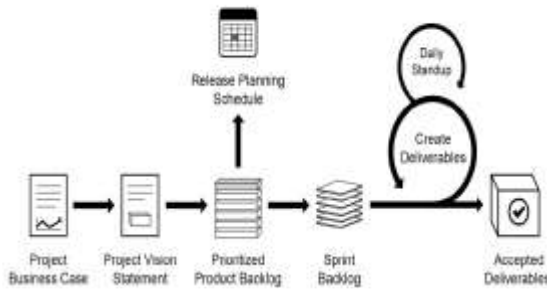 Release Planning
Schedule
Daily
Standup
Create
Deliverables
Project
Business Case
Project Vision
Statement
Prioritized
Product Backlog
Sprint
Backlog
Accepted
Deliverables